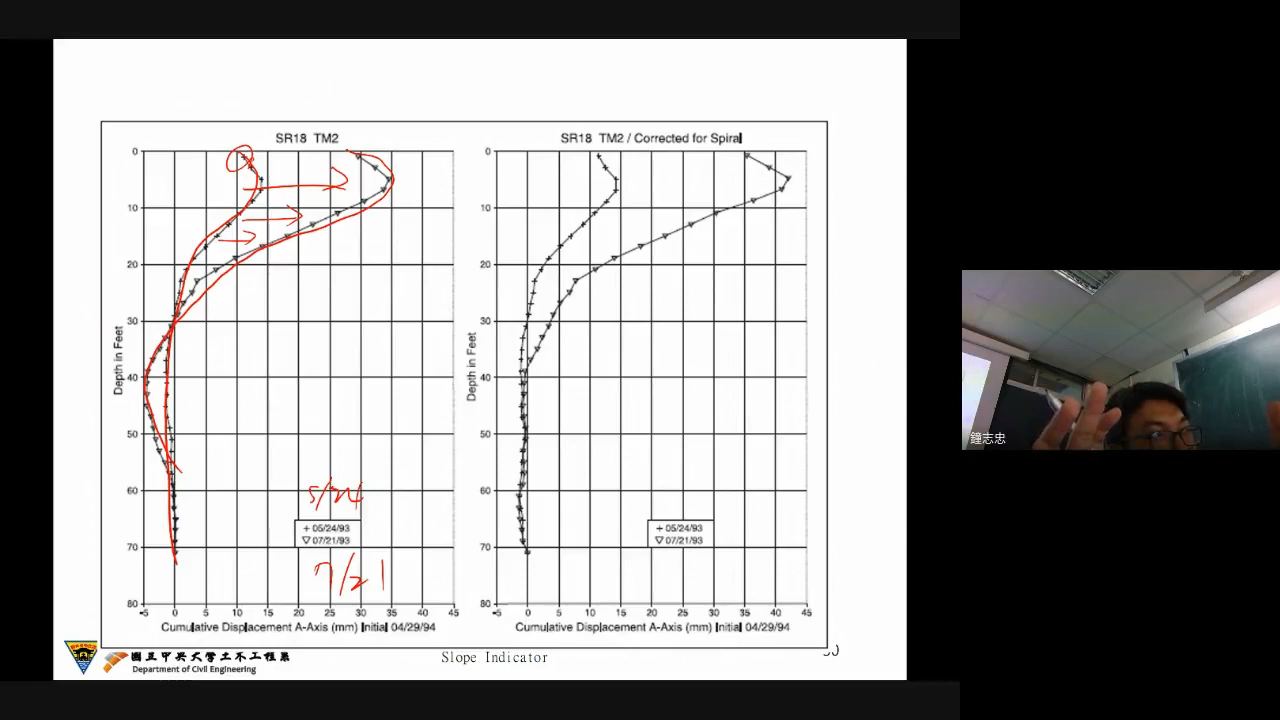 SR18 TM2
SR18 TM2 / Corrected for Spiral
0
10
20
30
40
50
60
70
80
Depth in Feet
-5 0 5 10 15 20 25 30 35 40 45
Cumulative Displacement A-Axis (mm) Initial 04/29/94
+ 05/24/93
▽ 07/21/93
5/24
7/21
0
10
20
30
40
50
60
70
80
Depth in Feet
-5 0 5 10 15 20 25 30 35 40 45
Cumulative Displacement A-Axis (mm) Initial 04/29/94
+ 05/24/93
▽ 07/21/93
國立中央大學土木工程系
Department of Civil Engineering
Slope Indicator
鐘志忠